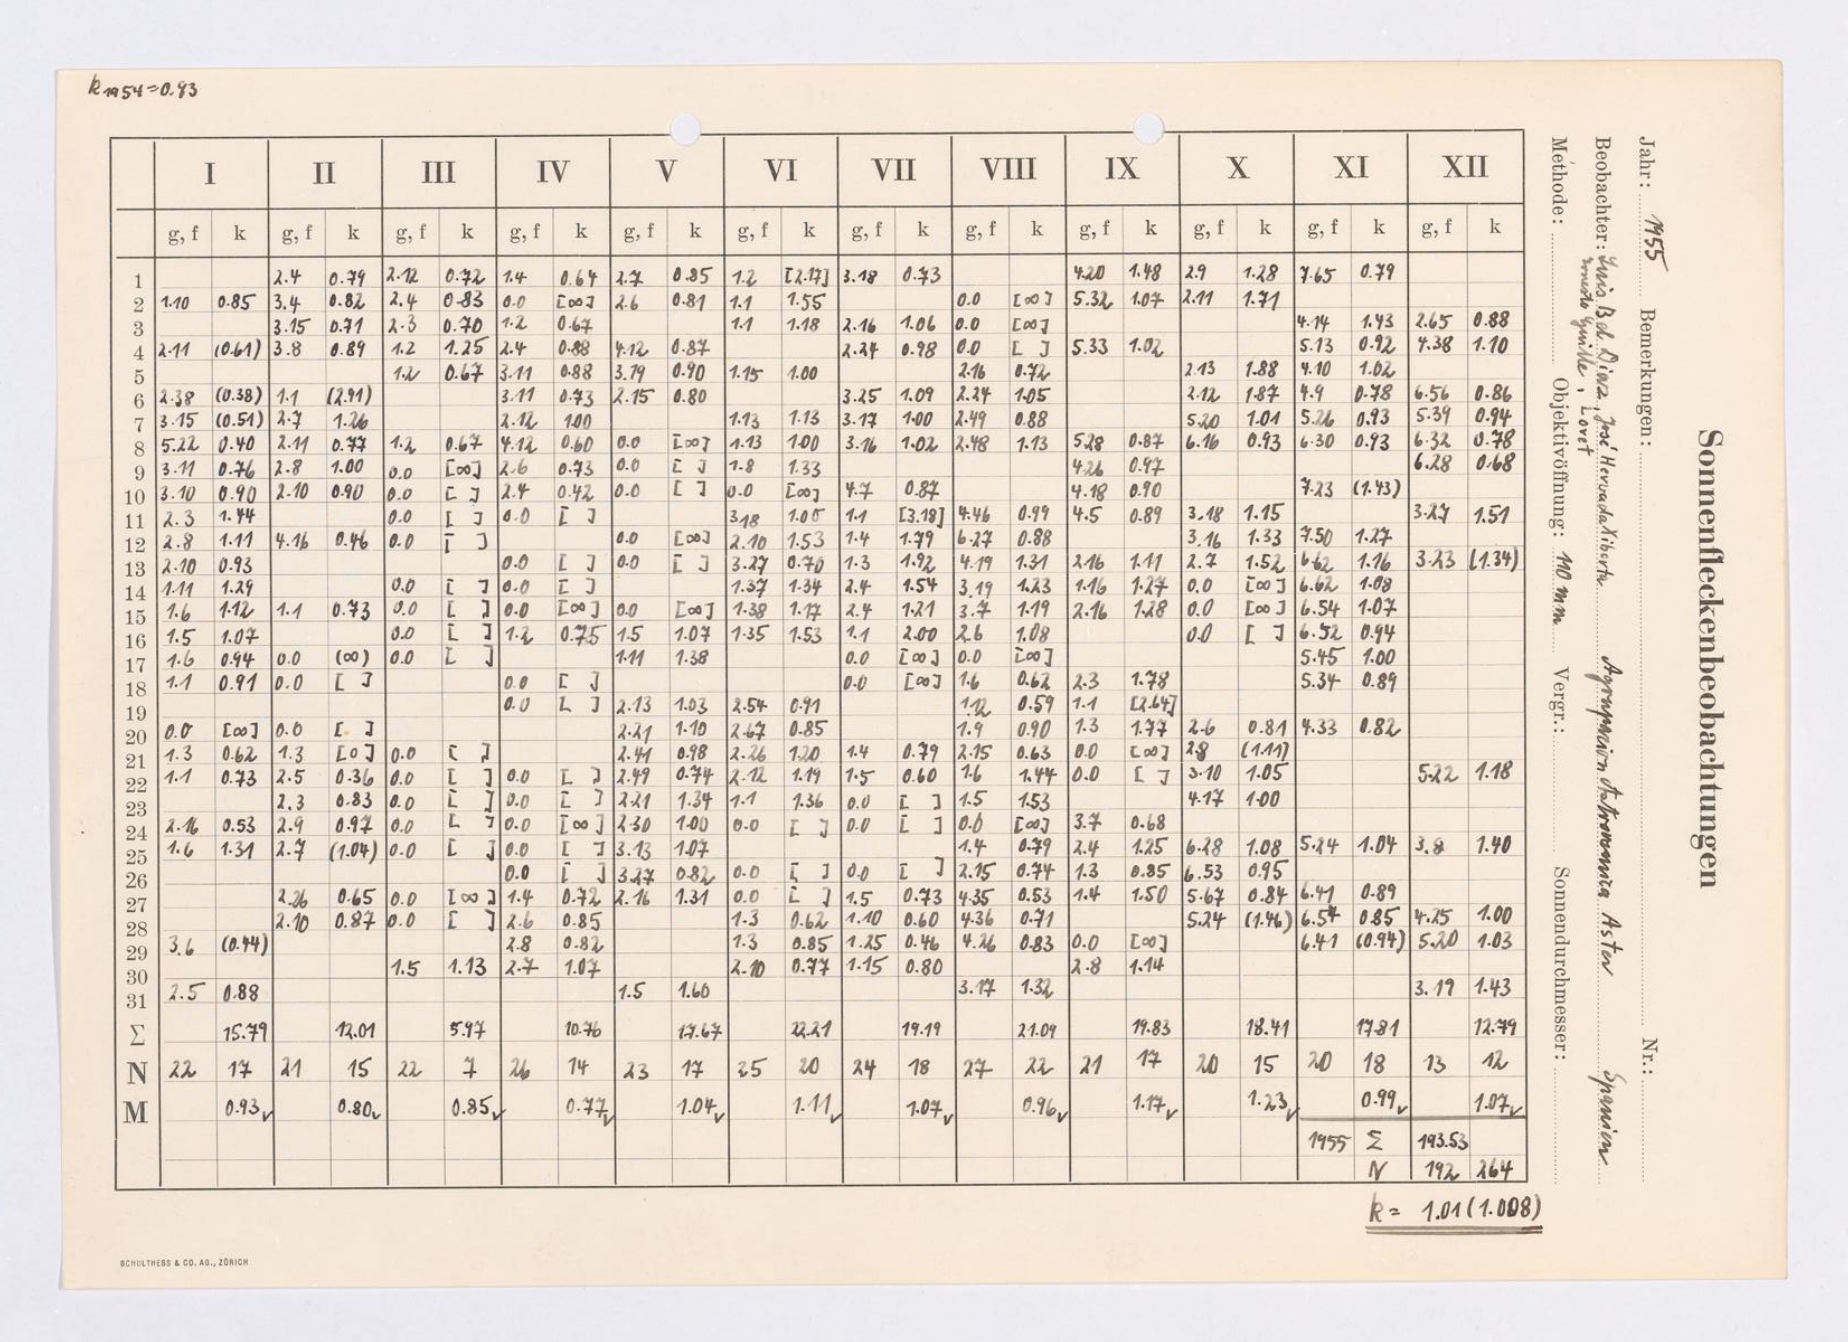 k1954=0.93
I II III IV V VI VII VIII IX X XI XII
g, f k g, f k g, f k g, f k g, f k g, f k g, f k g, f k g, f k g, f k g, f k g, f k
1 2.4 0.79 2.12 0.72 1.4 0.64 2.7 0.85 1.2 [2.17] 3.18 0.73 4.20 1.48 2.9 1.28 7.65 0.79
2 1.10 0.85 3.4 0.82 2.4 0.83 0.0 [∞] 2.6 0.81 1.1 1.55 0.0 [∞] 5.32 1.07 2.11 1.71
3 3.15 0.71 2.3 0.70 1.2 0.67 1.1 1.18 2.16 1.06 0.0 [∞] 4.14 1.43 2.65 0.88
4 2.11 (0.61) 3.8 0.89 1.2 1.25 2.4 0.88 4.12 0.87 2.24 0.98 0.0 [ ] 5.33 1.02 5.13 0.92 4.38 1.10
5 1.2 0.67 3.11 0.88 3.19 0.90 1.15 1.00 2.16 0.72 2.13 1.88 4.10 1.02
6 2.38 (0.38) 1.1 (2.91) 3.11 0.73 2.15 0.80 3.25 1.09 2.24 1.05 2.12 1.87 4.9 0.78 6.56 0.86
7 3.15 (0.51) 2.7 1.26 2.12 1.00 1.13 1.13 3.17 1.00 2.49 0.88 5.20 1.01 5.26 0.93 5.39 0.94
8 5.22 0.40 2.11 0.77 1.2 0.67 4.12 0.60 0.0 [∞] 1.13 1.00 3.16 1.02 2.48 1.13 5.28 0.87 6.16 0.93 6.30 0.93 6.32 0.78
9 3.11 0.76 2.8 1.00 0.0 [∞] 2.6 0.73 0.0 [ ] 1.8 1.33 4.26 0.97 6.28 0.68
10 3.10 0.90 2.10 0.90 0.0 [ ] 2.4 0.42 0.0 [ ] 0.0 [∞] 4.7 0.87 4.18 0.90 7.23 (1.43)
11 2.3 1.44 0.0 [ ] 0.0 [ ] 3.18 1.05 1.1 [3.18] 4.46 0.99 4.5 0.89 3.18 1.15 3.27 1.51
12 2.8 1.11 4.16 0.46 0.0 [ ] 0.0 [∞] 2.10 1.53 1.4 1.79 6.27 0.88 3.16 1.33 7.50 1.27
13 2.10 0.93 0.0 [ ] 0.0 [ ] 3.27 0.70 1.3 1.92 4.19 1.31 2.16 1.11 2.7 1.52 6.62 1.16 3.23 [1.34)
14 1.11 1.29 0.0 [ ] 0.0 [ ] 1.37 1.34 2.4 1.54 3.19 1.23 1.16 1.27 0.0 [∞] 6.62 1.08
15 1.6 1.12 1.1 0.73 0.0 [ ] 0.0 [∞] 0.0 [∞] 1.38 1.17 2.4 1.21 3.7 1.19 2.16 1.28 0.0 [∞] 6.54 1.07
16 1.5 1.07 0.0 [ ] 1.2 0.75 1.5 1.07 1.35 1.53 1.1 2.00 2.6 1.08 0.0 [ ] 6.52 0.94
17 1.6 0.94 0.0 (∞) 0.0 [ ] 1.11 1.38 0.0 [∞] 0.0 [∞] 5.45 1.00
18 1.1 0.91 0.0 [ ] 0.0 [ ] 0.0 [∞] 1.6 0.62 2.3 1.78 5.34 0.89
19 0.0 [ ] 2.13 1.03 2.54 0.91 1.12 0.59 1.1 [2.64]
20 0.0 [∞] 0.0 [ ] 2.21 1.10 2.67 0.85 1.9 0.90 1.3 1.77 2.6 0.81 4.33 0.82
21 1.3 0.62 1.3 [0] 0.0 [ ] 2.41 0.98 2.26 1.20 1.4 0.79 2.15 0.63 0.0 [∞] 2.8 (1.11)
22 1.1 0.73 2.5 0.36 0.0 [ ] 0.0 [ ] 2.49 0.74 2.12 1.19 1.5 0.60 1.6 1.44 0.0 [ ] 3.10 1.05 5.22 1.18
23 2.3 0.83 0.0 [ ] 0.0 [ ] 2.21 1.34 1.1 1.36 0.0 [ ] 1.5 1.53 4.17 1.00
24 2.16 0.53 2.9 0.97 0.0 [ ] 0.0 [∞] 2.30 1.00 0.0 [ ] 0.0 [ ] 0.0 [∞] 3.7 0.68
25 1.6 1.31 2.7 (1.04) 0.0 [ ] 0.0 [ ] 3.13 1.07 1.4 0.79 2.4 1.25 6.28 1.08 5.24 1.04 3.8 1.40
26 0.0 [ ] 3.27 0.82 0.0 [ ] 0.0 [ ] 2.15 0.74 1.3 0.85 6.53 0.95
27 2.26 0.65 0.0 [∞] 1.4 0.72 2.16 1.31 0.0 [ ] 1.5 0.73 4.35 0.53 1.4 1.50 5.67 0.84 6.41 0.89
28 2.10 0.87 0.0 [ ] 2.6 0.85 1.3 0.62 1.10 0.60 4.36 0.71 5.24 (1.46) 6.54 0.85 4.25 1.00
29 3.6 (0.44) 2.8 0.82 1.3 0.85 1.25 0.46 4.26 0.83 0.0 [∞] 6.41 (0.94) 5.20 1.03
30 1.5 1.13 2.7 1.07 2.10 0.77 1.15 0.80 2.8 1.14
31 2.5 0.88 1.5 1.60 3.17 1.32 3.19 1.43
Σ 15.79 12.01 5.97 10.76 17.67 22.21 19.19 21.09 19.83 18.41 17.81 12.79
N 22 17 21 15 22 7 26 14 23 17 25 20 24 18 27 22 21 17 20 15 20 18 13 12
M 0.93✓ 0.80✓ 0.85✓ 0.77✓ 1.04✓ 1.11✓ 1.07✓ 0.96✓ 1.17✓ 1.23✓ 0.99✓ 1.07✓
1955 Σ 193.53
N 192 264
k = 1.01 (1.008)
SCHULTHESS & CO. AG., ZÜRICH
Sonnenfleckenbeobachtungen
Jahr: 1955 Bemerkungen: Nr.:
Beobachter: Luis B d. Diaz, José Agrupacion Astronomica Aster Spanien
Lovet
Méthode: Objektivöffnung: 110 mm Vergr.: Sonnendurchmesser: